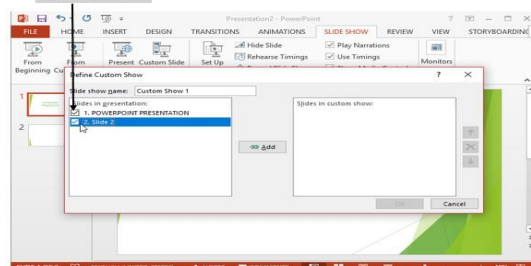 Presentation2 - PowerPoint
FILE HOME INSERT DESIGN TRANSITIONS ANIMATIONS SLIDE SHOW REVIEW VIEW STORYBOARDING
From Beginning
From
Present
Custom Slide
Set Up
Hide Slide
Rehearse Timings
Play Narrations
Use Timings
Monitors
Define Custom Show
Slide show name: Custom Show 1
Slides in presentation:
1. POWERPOINT PRESENTATION
2. Slide 2
Add
Slides in custom show:
OK Cancel
1
2